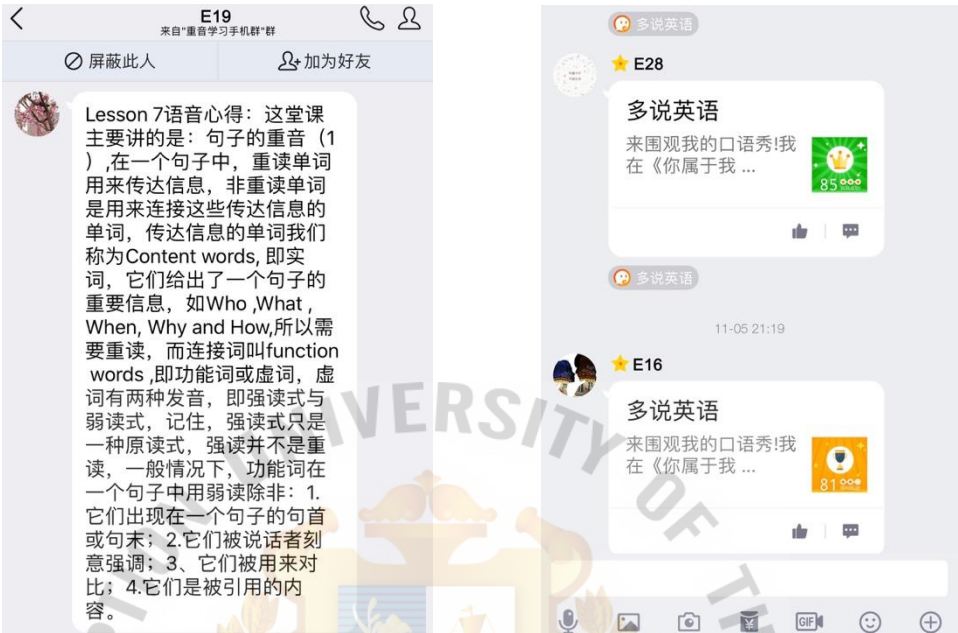 E19
来自"重音学习手机群"群
屏蔽此人
加为好友
Lesson 7语音心得：这堂课
主要讲的是：句子的重音（1
）,在一个句子中，重读单词
用来传达信息，非重读单词
是用来连接这些传达信息的
单词，传达信息的单词我们
称为Content words, 即实
词，它们给出了一个句子的
重要信息，如Who ,What ,
When, Why and How,所以需
要重读，而连接词叫function
words ,即功能词或虚词，虚
词有两种发音，即强读式与
弱读式，记住，强读式只是
一种原读式，强读并不是重
读，一般情况下，功能词在
一个句子中用弱读除非：1.
它们出现在一个句子的句首
或句末；2.它们被说话者刻
意强调；3、它们被用来对
比；4.它们是被引用的内
容。
多说英语
E28
多说英语
来围观我的口语秀!我
在《你属于我 ...
85
多说英语
11-05 21:19
E16
多说英语
来围观我的口语秀!我
在《你属于我 ...
81
GIF
UNIVERSITY OF